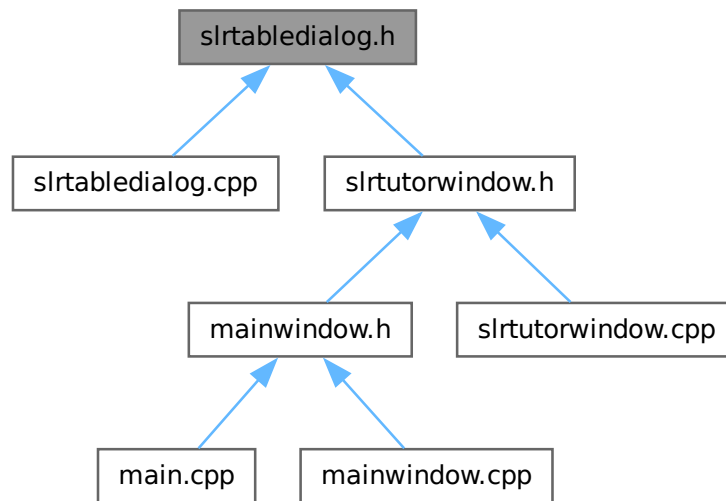 slrtabledialog.h
slrtabledialog.cpp
slrtutorwindow.h
mainwindow.h
slrtutorwindow.cpp
main.cpp
mainwindow.cpp